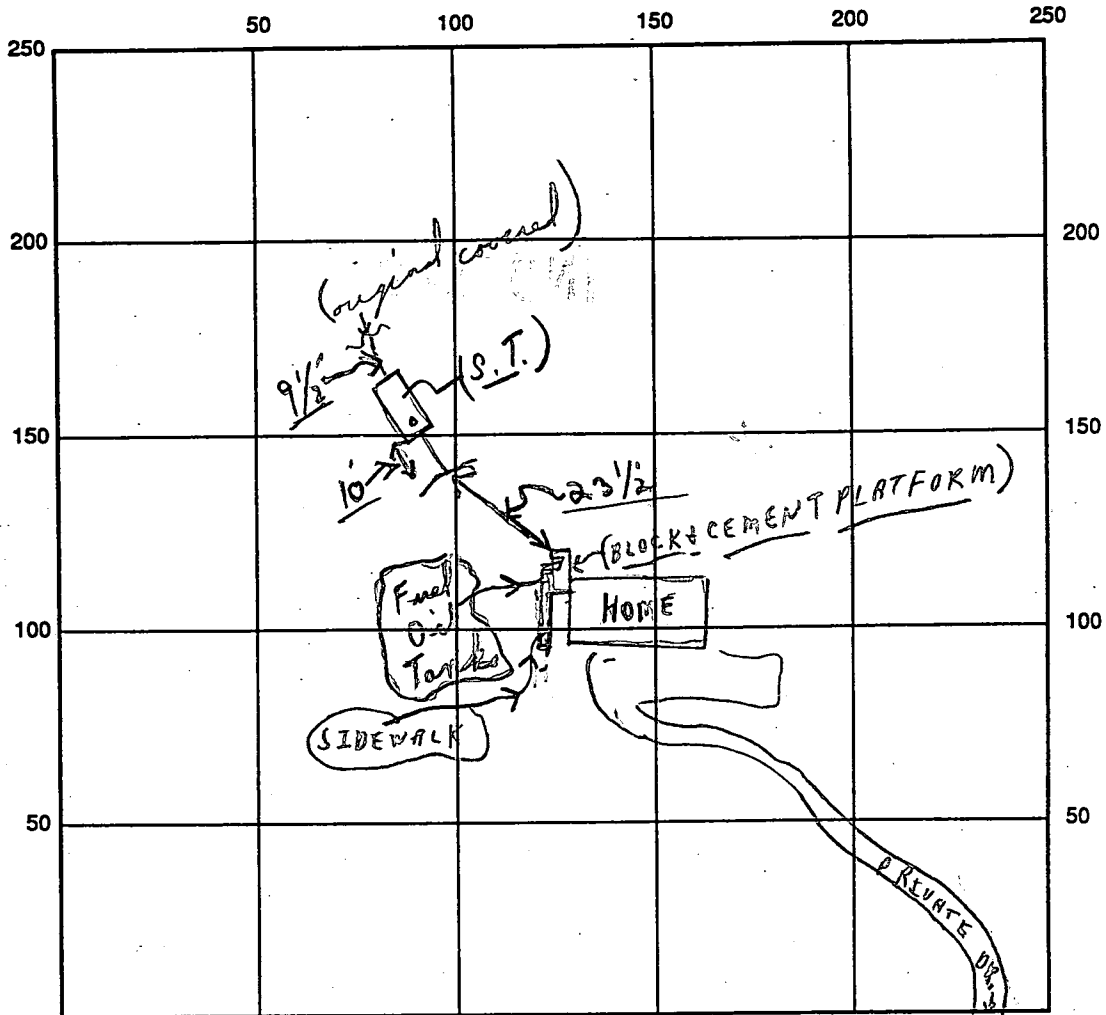 50 100 150 200 250
250
200 200
(original covered)
(S.T.)
9 1/2'
150 150
10'
23 1/2
(BLOCK & CEMENT PLATFORM)
Fuel
Oil
Tanks
HOME
100 100
SIDEWALK
50 50
PRIVATE